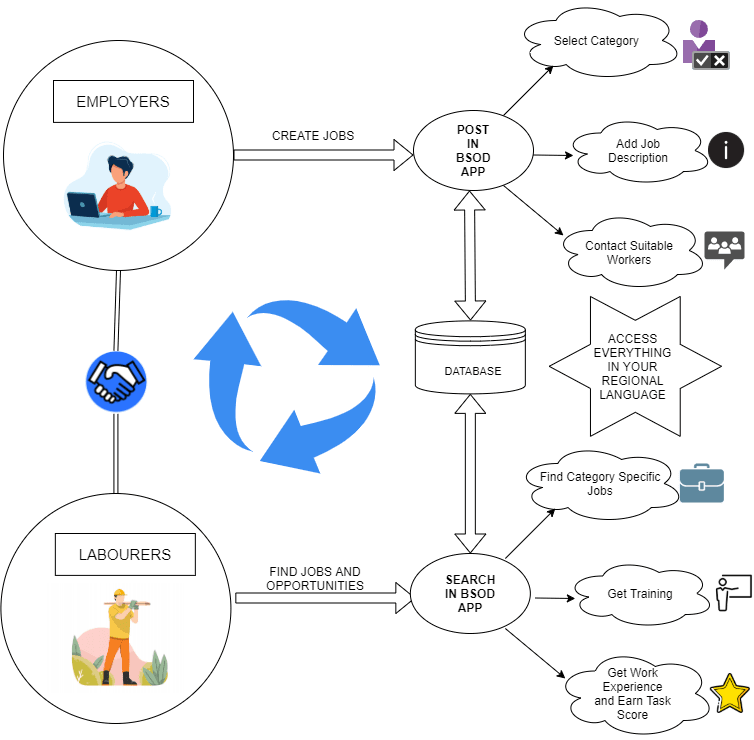 EMPLOYERS
CREATE JOBS
POST
IN
BSOD
APP
Select Category
Add Job
Description
i
Contact Suitable
Workers
DATABASE
ACCESS
EVERYTHING
IN YOUR
REGIONAL
LANGUAGE
LABOURERS
FIND JOBS AND
OPPORTUNITIES
SEARCH
IN BSOD
APP
Find Category Specific
Jobs
Get Training
Get Work
Experience
and Earn Task
Score